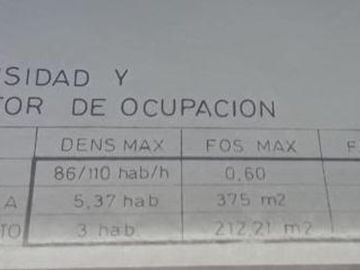 SIDAD Y
TOR DE OCUPACION
DENS MAX FOS MAX F
86/110 hab/h 0,60
A 5,37 hab 375 m2
TO 3 hab 212,21 m2